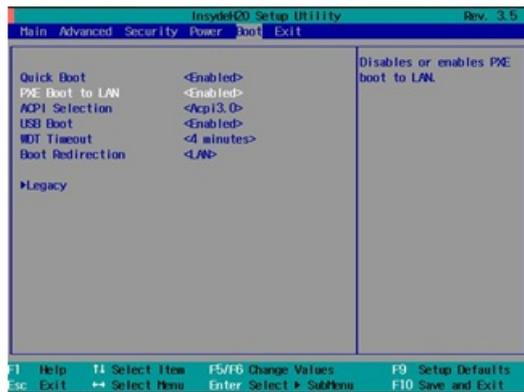 InsydeH2O Setup Utility Rev. 3.5
Main Advanced Security Power Boot Exit
Quick Boot <Enabled>
PXE Boot to LAN <Enabled>
ACPI Selection <Acpi3.0>
USB Boot <Enabled>
WDT Timeout <4 minutes>
Boot Redirection <LAN>
▶Legacy
Disables or enables PXE
boot to LAN.
F1 Help ↑↓ Select Item F5/F6 Change Values F9 Setup Defaults
Esc Exit ↔ Select Menu Enter Select ▶ SubMenu F10 Save and Exit